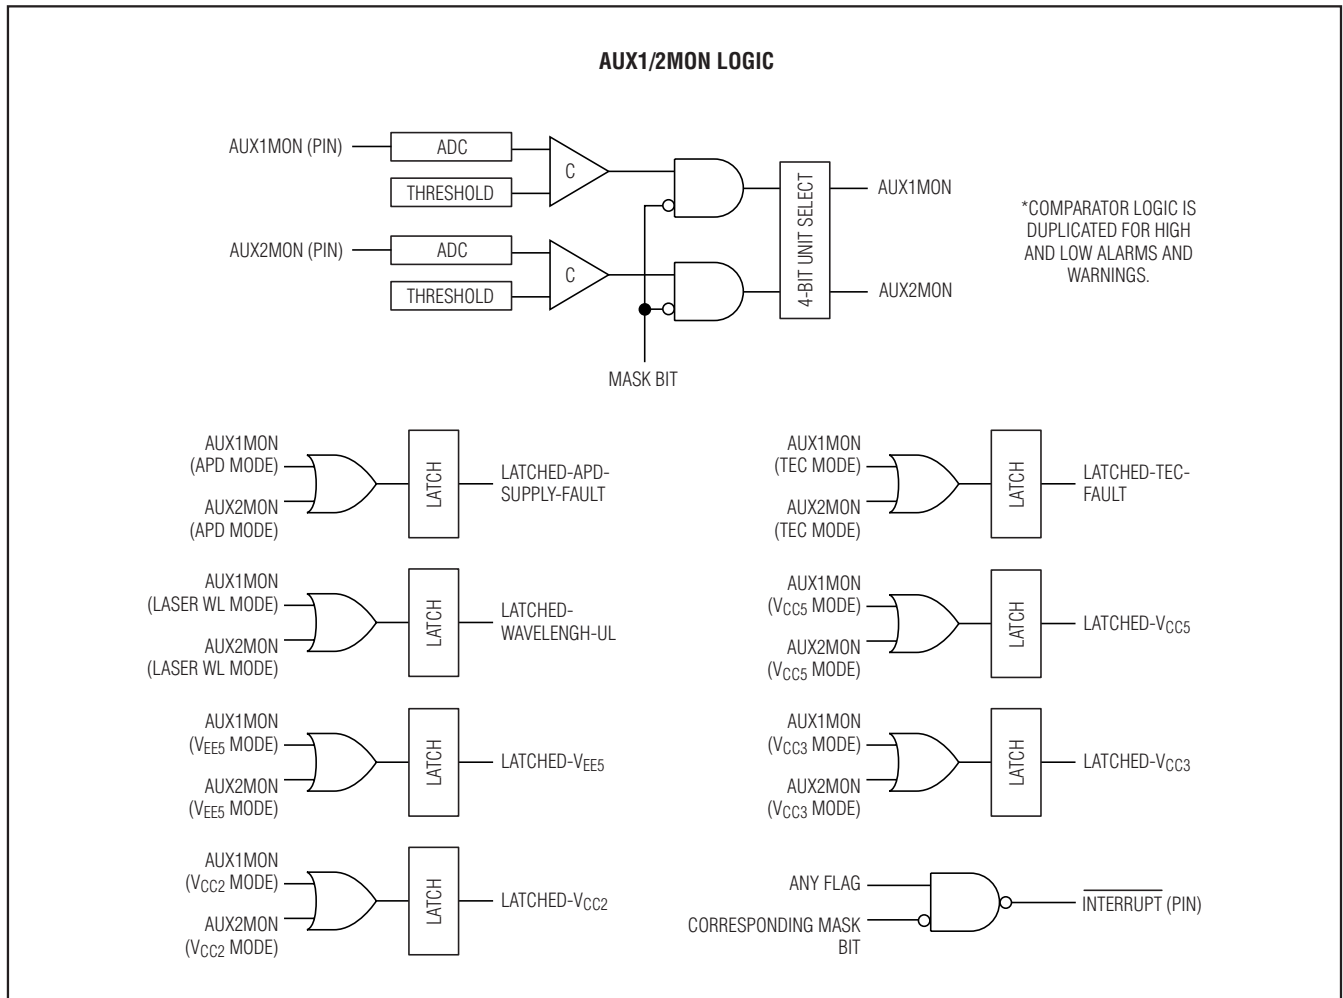 AUX1/2MON LOGIC
AUX1MON (PIN)
ADC
THRESHOLD
C
AUX2MON (PIN)
ADC
THRESHOLD
C
MASK BIT
4-BIT UNIT SELECT
AUX1MON
AUX2MON
*COMPARATOR LOGIC IS
DUPLICATED FOR HIGH
AND LOW ALARMS AND
WARNINGS.
AUX1MON
(APD MODE)
AUX2MON
(APD MODE)
LATCH
LATCHED-APD-
SUPPLY-FAULT
AUX1MON
(TEC MODE)
AUX2MON
(TEC MODE)
LATCH
LATCHED-TEC-
FAULT
AUX1MON
(LASER WL MODE)
AUX2MON
(LASER WL MODE)
LATCH
LATCHED-
WAVELENGH-UL
AUX1MON
(VCC5 MODE)
AUX2MON
(VCC5 MODE)
LATCH
LATCHED-VCC5
AUX1MON
(VEE5 MODE)
AUX2MON
(VEE5 MODE)
LATCH
LATCHED-VEE5
AUX1MON
(VCC3 MODE)
AUX2MON
(VCC3 MODE)
LATCH
LATCHED-VCC3
AUX1MON
(VCC2 MODE)
AUX2MON
(VCC2 MODE)
LATCH
LATCHED-VCC2
ANY FLAG
CORRESPONDING MASK
BIT
INTERRUPT (PIN)